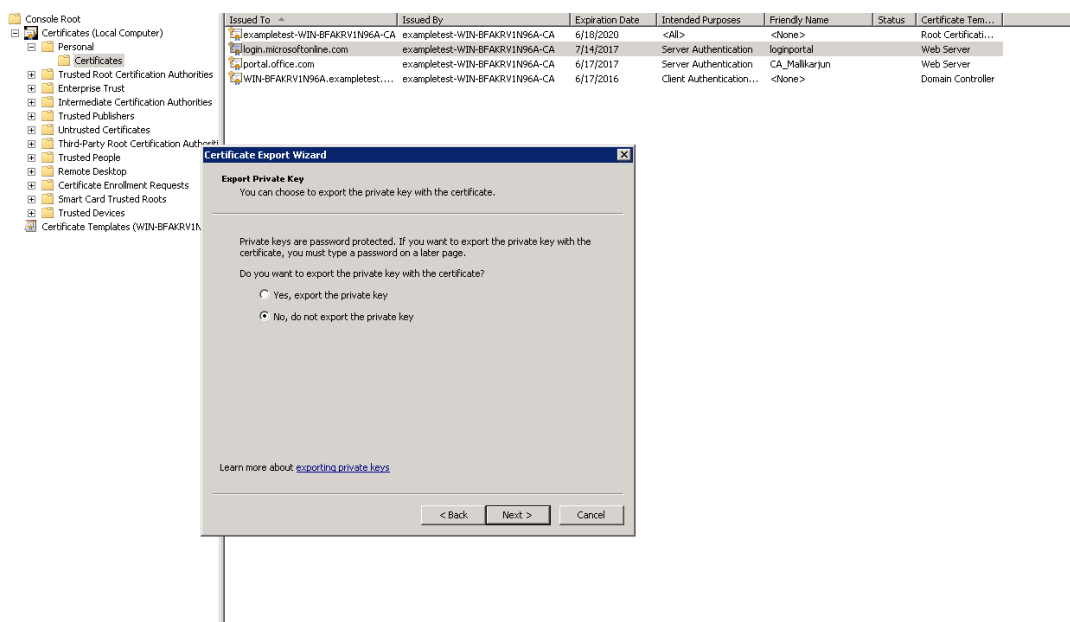 Console Root
Certificates (Local Computer)
Personal
Certificates
Trusted Root Certification Authorities
Enterprise Trust
Intermediate Certification Authorities
Trusted Publishers
Untrusted Certificates
Third-Party Root Certification Authoriti
Trusted People
Remote Desktop
Certificate Enrollment Requests
Smart Card Trusted Roots
Trusted Devices
Certificate Templates (WIN-BFAKRV1N
Issued To Issued By Expiration Date Intended Purposes Friendly Name Status Certificate Tem...
exampletest-WIN-BFAKRV1N96A-CA exampletest-WIN-BFAKRV1N96A-CA 6/18/2020 <All> <None> Root Certificati...
login.microsoftonline.com exampletest-WIN-BFAKRV1N96A-CA 7/14/2017 Server Authentication loginportal Web Server
portal.office.com exampletest-WIN-BFAKRV1N96A-CA 6/17/2017 Server Authentication CA_Mallikarjun Web Server
WIN-BFAKRV1N96A.exampletest.... exampletest-WIN-BFAKRV1N96A-CA 6/17/2016 Client Authentication... <None> Domain Controller
Certificate Export Wizard
Export Private Key
You can choose to export the private key with the certificate.
Private keys are password protected. If you want to export the private key with the
certificate, you must type a password on a later page.
Do you want to export the private key with the certificate?
Yes, export the private key
No, do not export the private key
Learn more about exporting private keys
< Back Next > Cancel